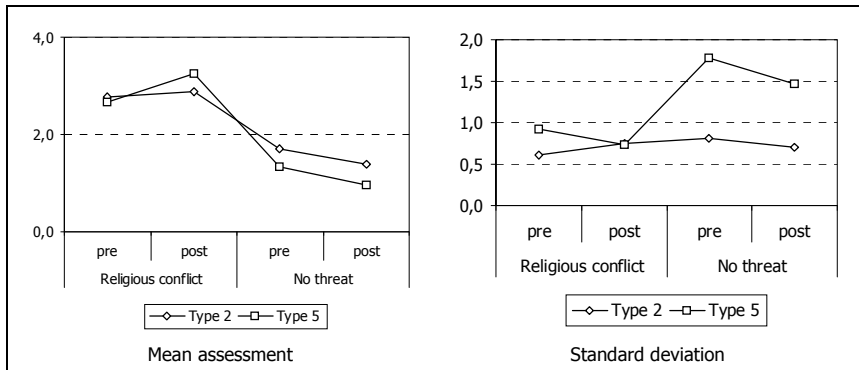 4,0
2,0
0,0
pre post pre post
Religious conflict No threat
Type 2 Type 5
Mean assessment
2,0
1,5
1,0
0,5
0,0
pre post pre post
Religious conflict No threat
Type 2 Type 5
Standard deviation